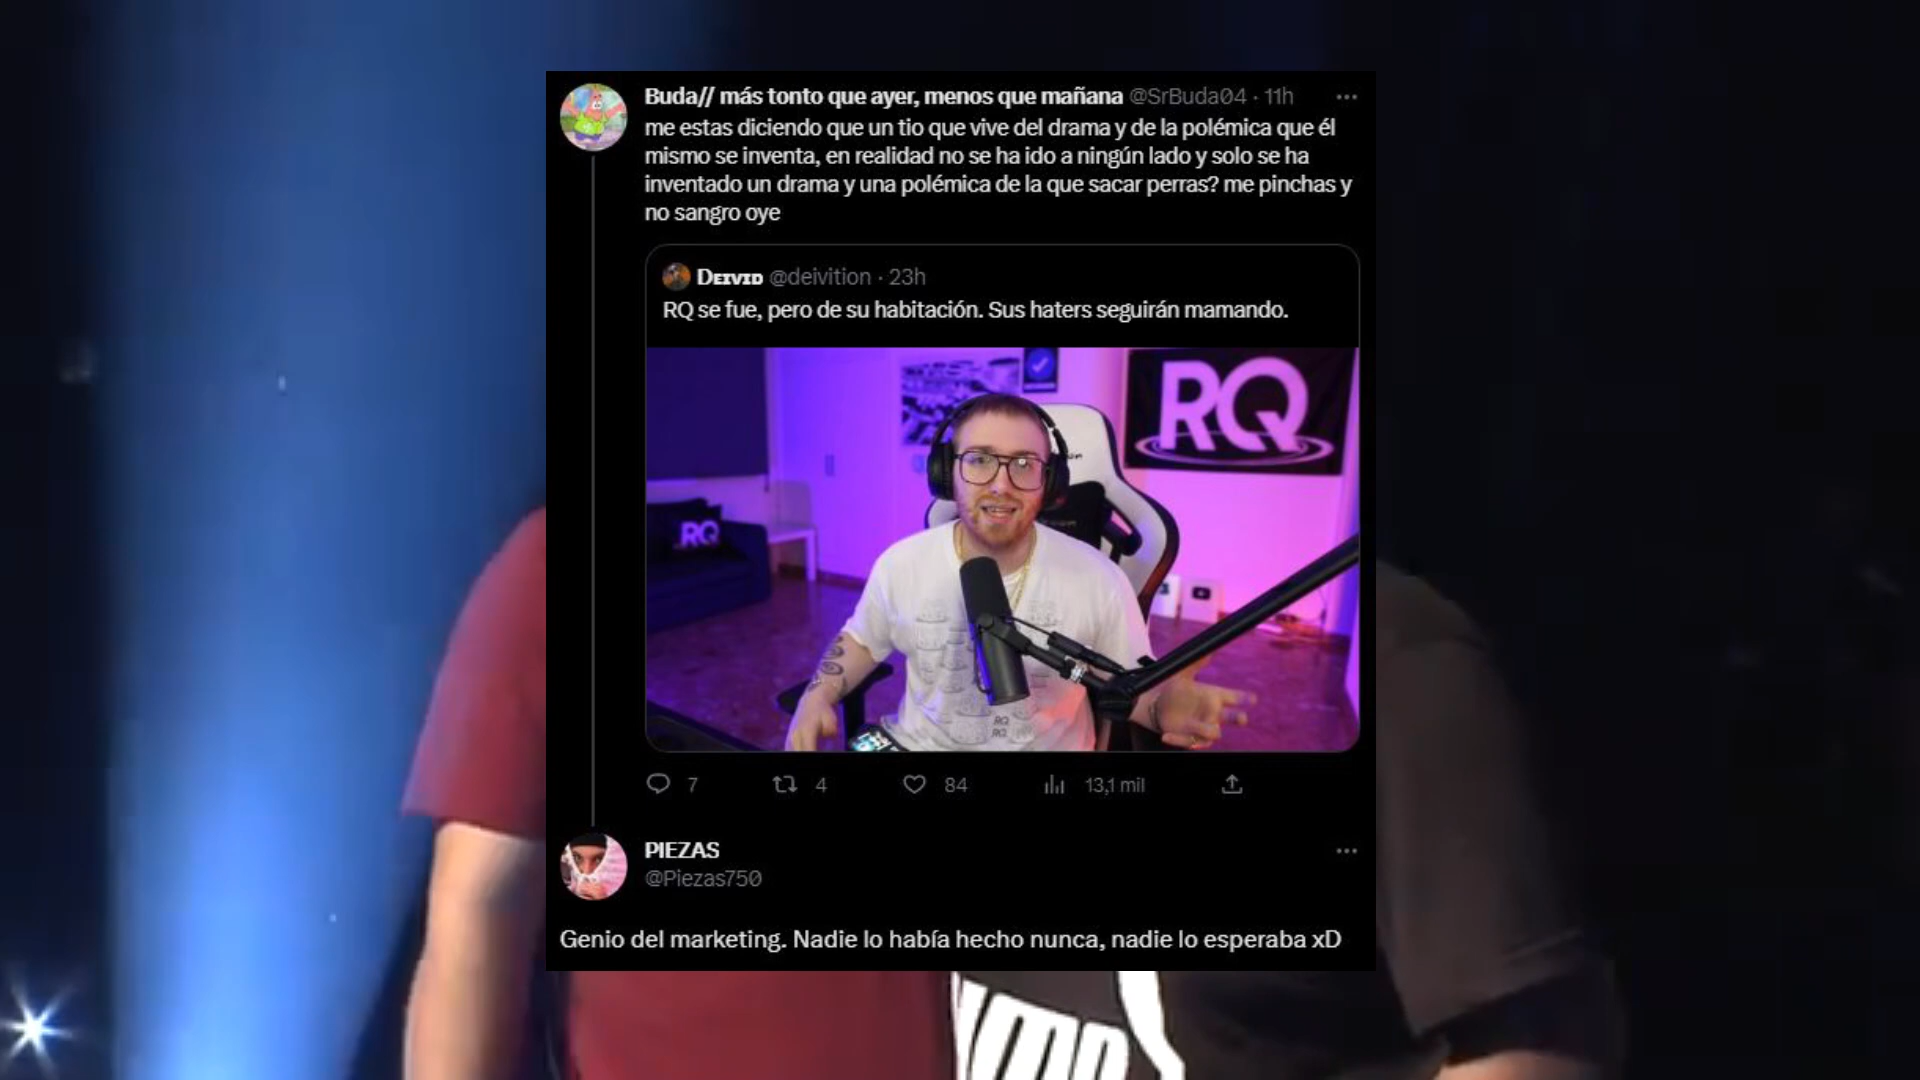 Buda// más tonto que ayer, menos que mañana @SrBuda04 · 11h
me estas diciendo que un tio que vive del drama y de la polémica que él
mismo se inventa, en realidad no se ha ido a ningún lado y solo se ha
inventado un drama y una polémica de la que sacar perras? me pinchas y
no sangro oye
Dᴇɪᴠɪᴅ @deivition · 23h
RQ se fue, pero de su habitación. Sus haters seguirán mamando.
RQ
RQ
RQ
RQ
7 4 84 13,1 mil
PIEZAS
@Piezas750
Genio del marketing. Nadie lo había hecho nunca, nadie lo esperaba xD